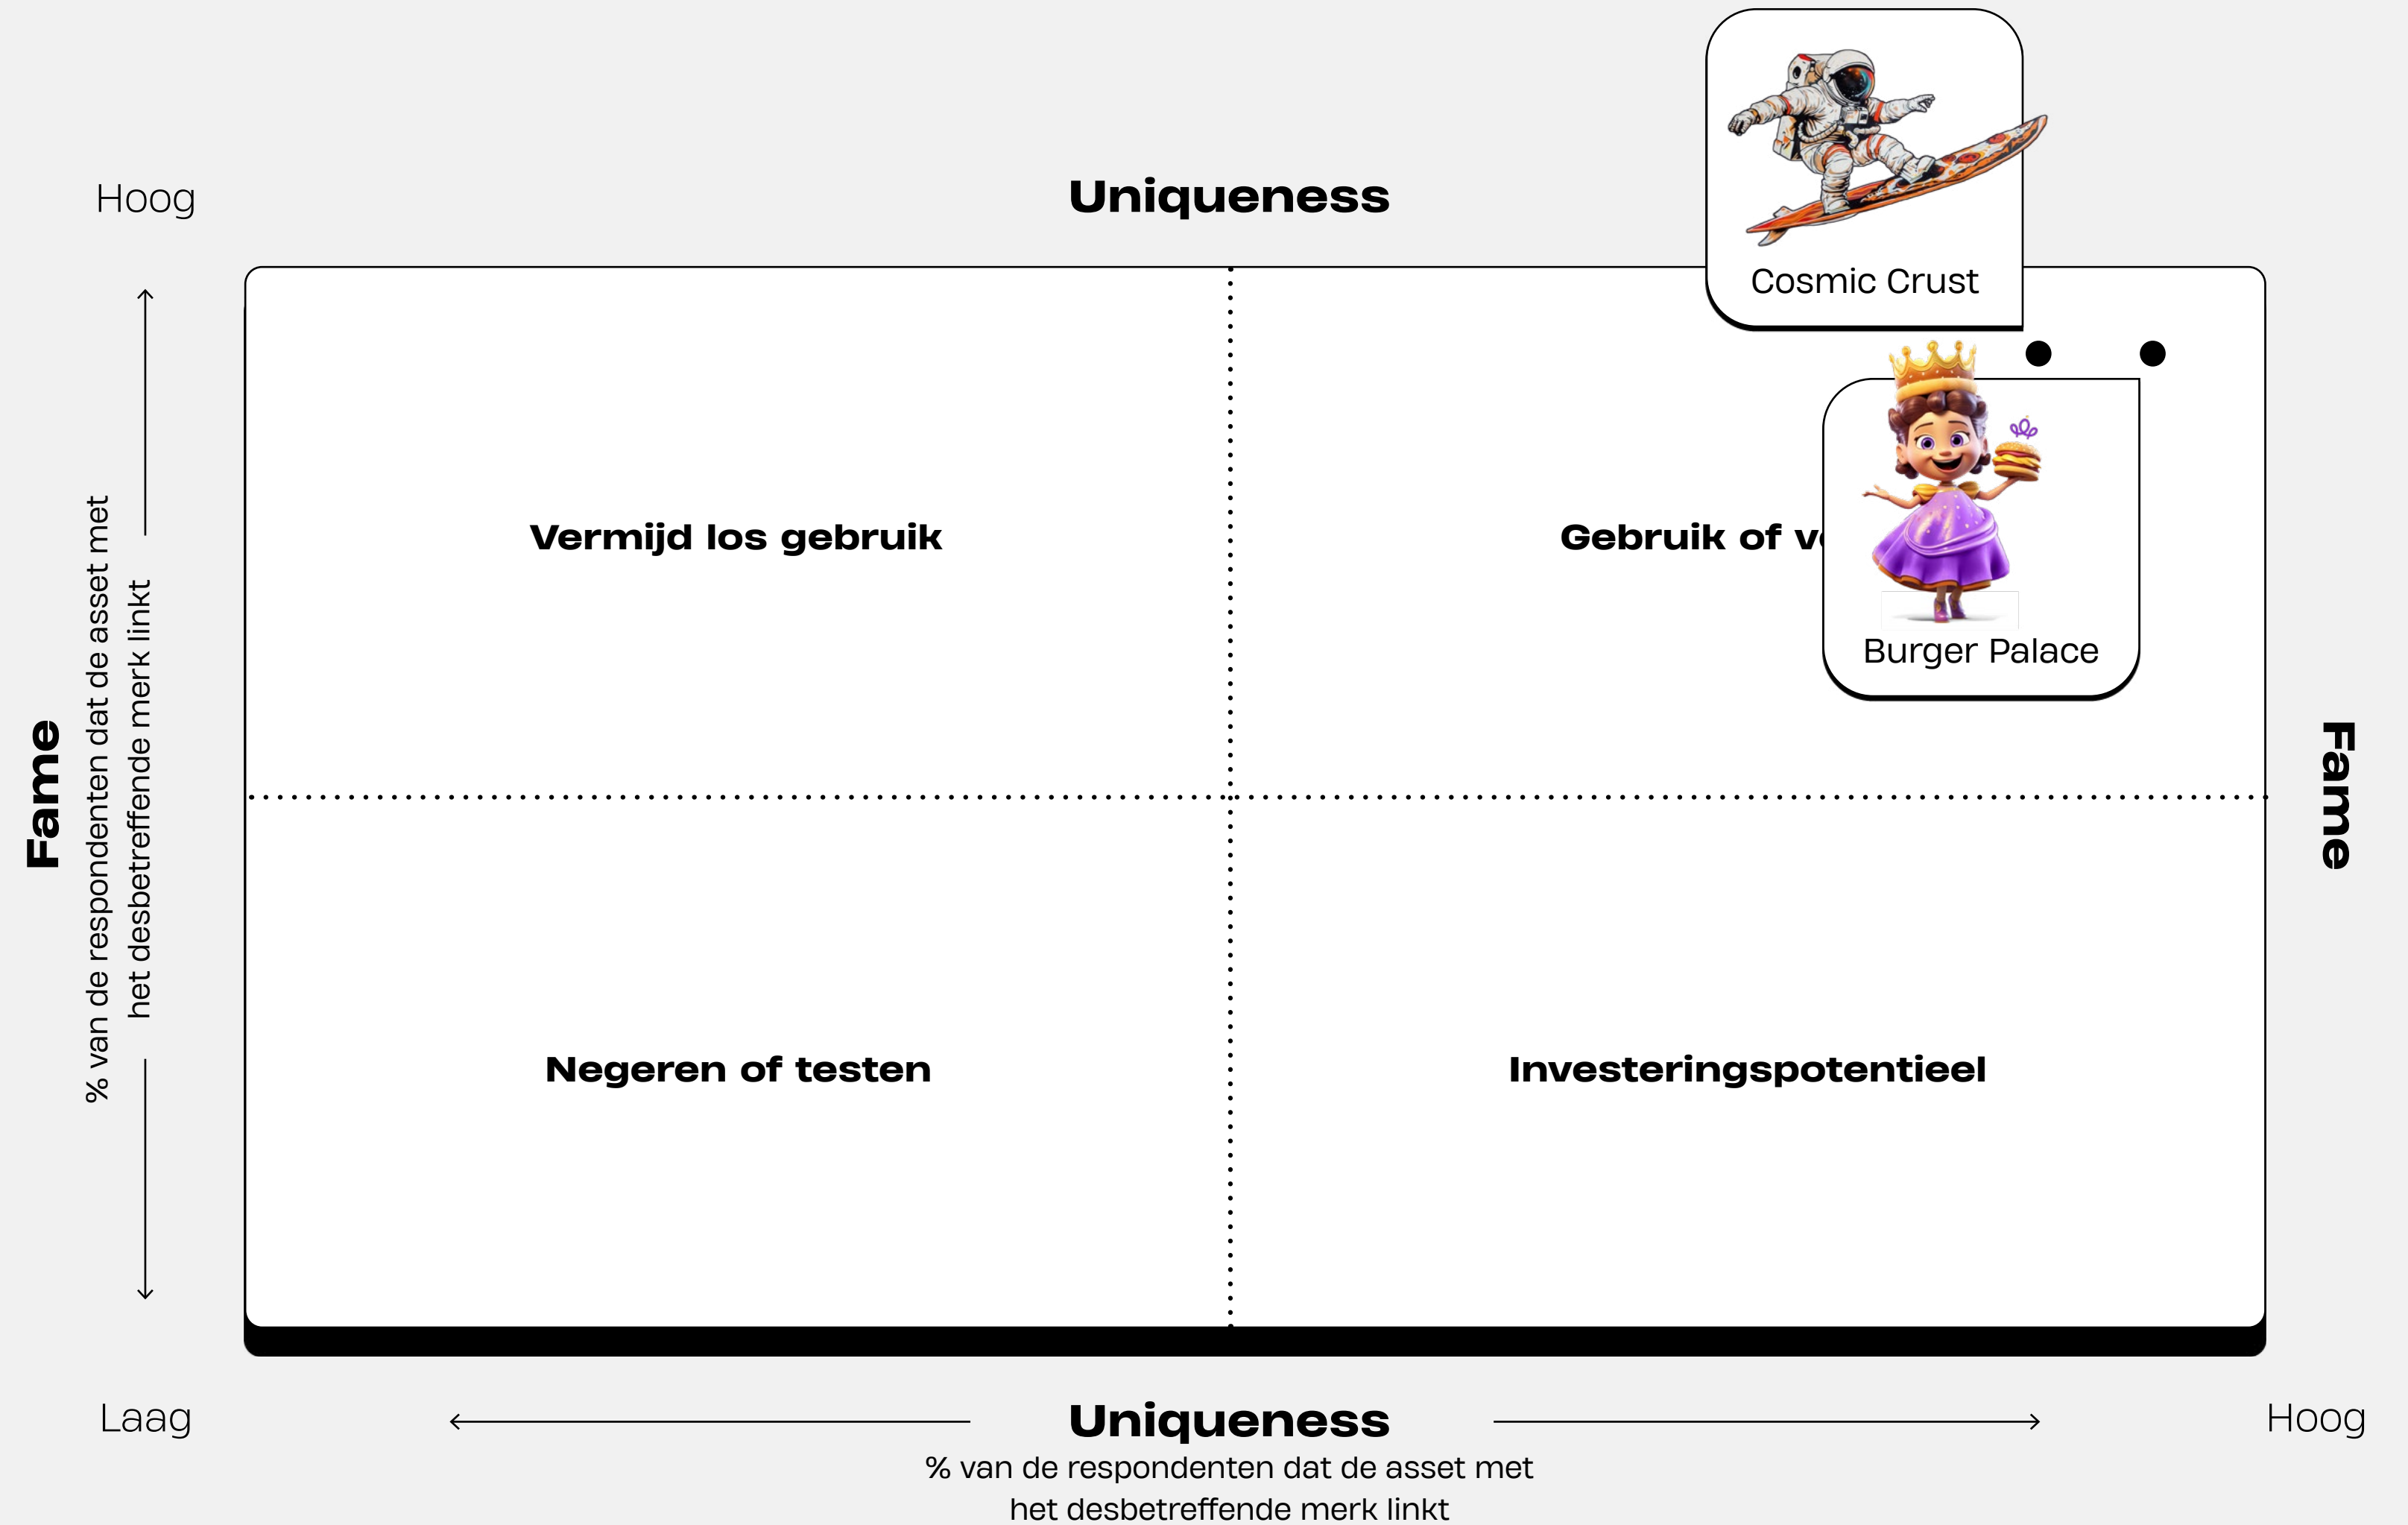 Hoog
Uniqueness
Cosmic Crust
Vermijd los gebruik
Gebruik of
Burger Palace
Fame
% van de respondenten dat de asset met
het desbetreffende merk linkt
Fame
Negeren of testen
Investeringspotentieel
Laag
Uniqueness
Hoog
% van de respondenten dat de asset met
het desbetreffende merk linkt